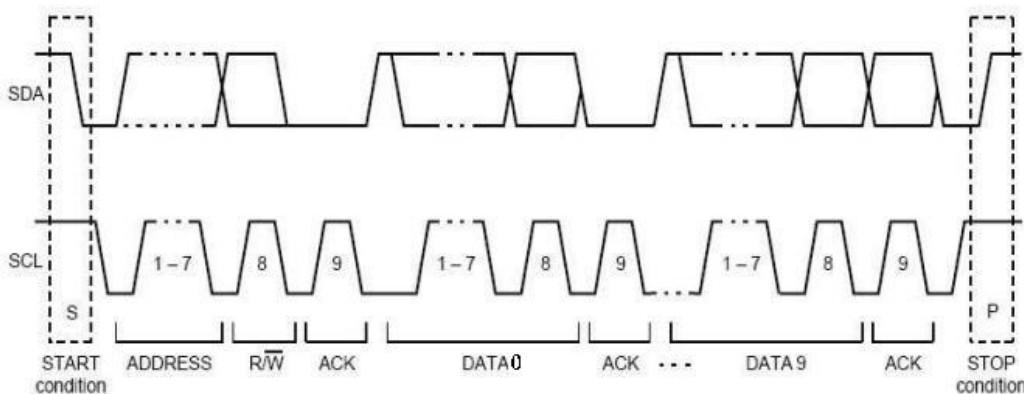 SDA
SCL
1 – 7
8
9
1 – 7
8
9
1 – 7
8
9
S
P
START
condition
ADDRESS
R/W̅
ACK
DATA 0
ACK
DATA 9
ACK
STOP
condition